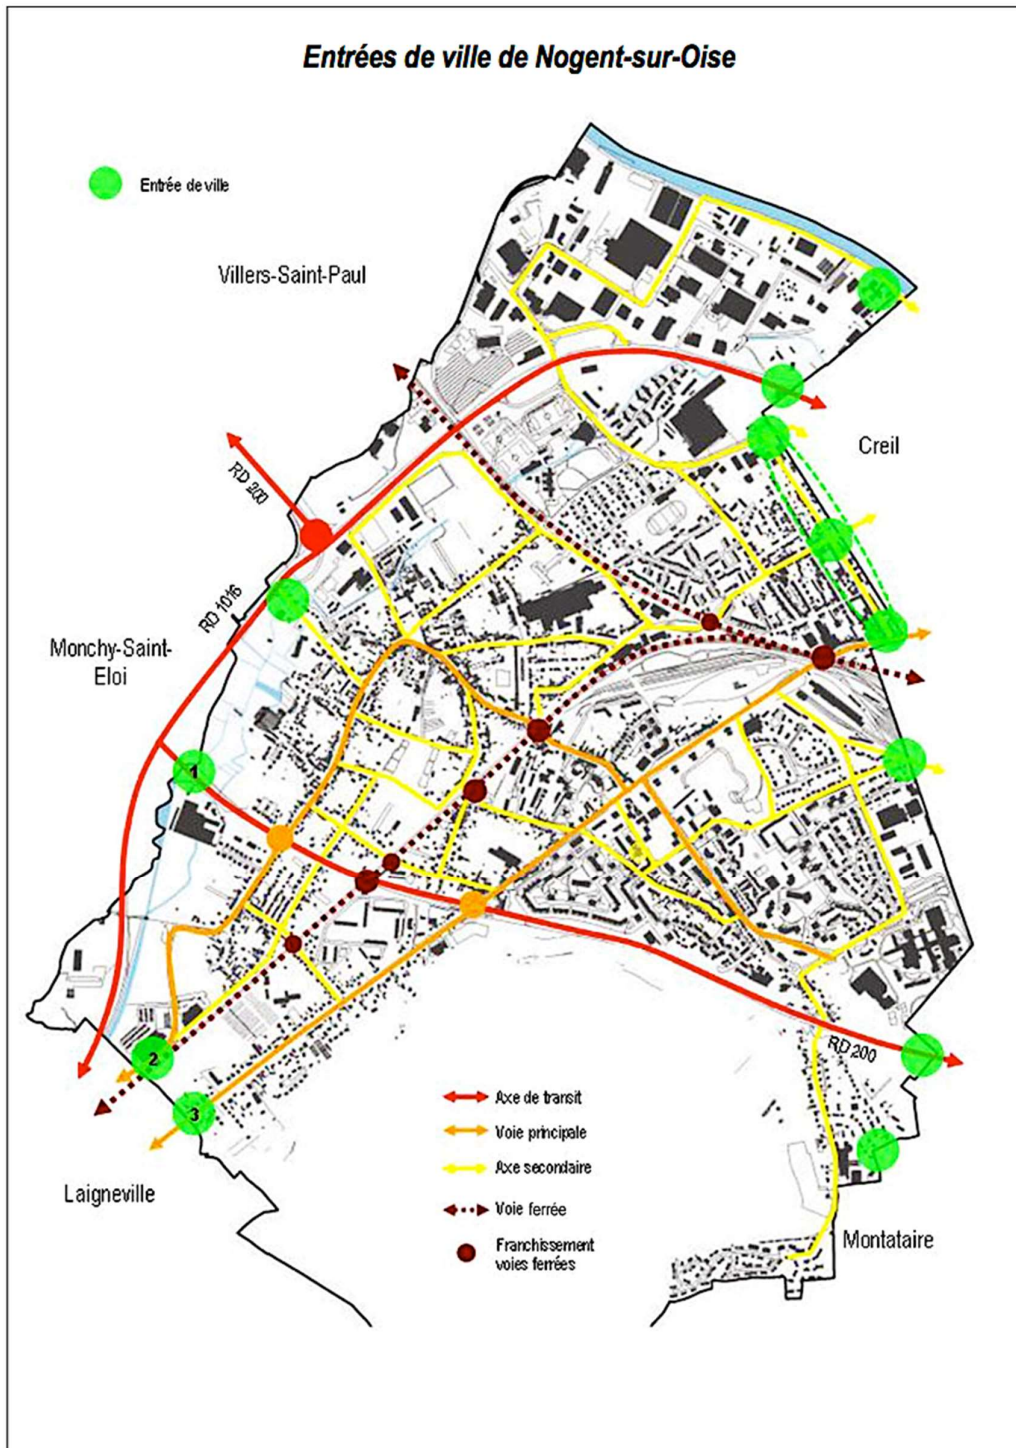 Entrées de ville de Nogent-sur-Oise
Entrée de ville
Villers-Saint-Paul
Creil
RD 200
RD 1016
Monchy-Saint-
Eloi
1
2
3
RD 200
Axe de transit
Voie principale
Axe secondaire
Voie ferrée
Franchissement
voies ferrées
Laigneville
Montataire